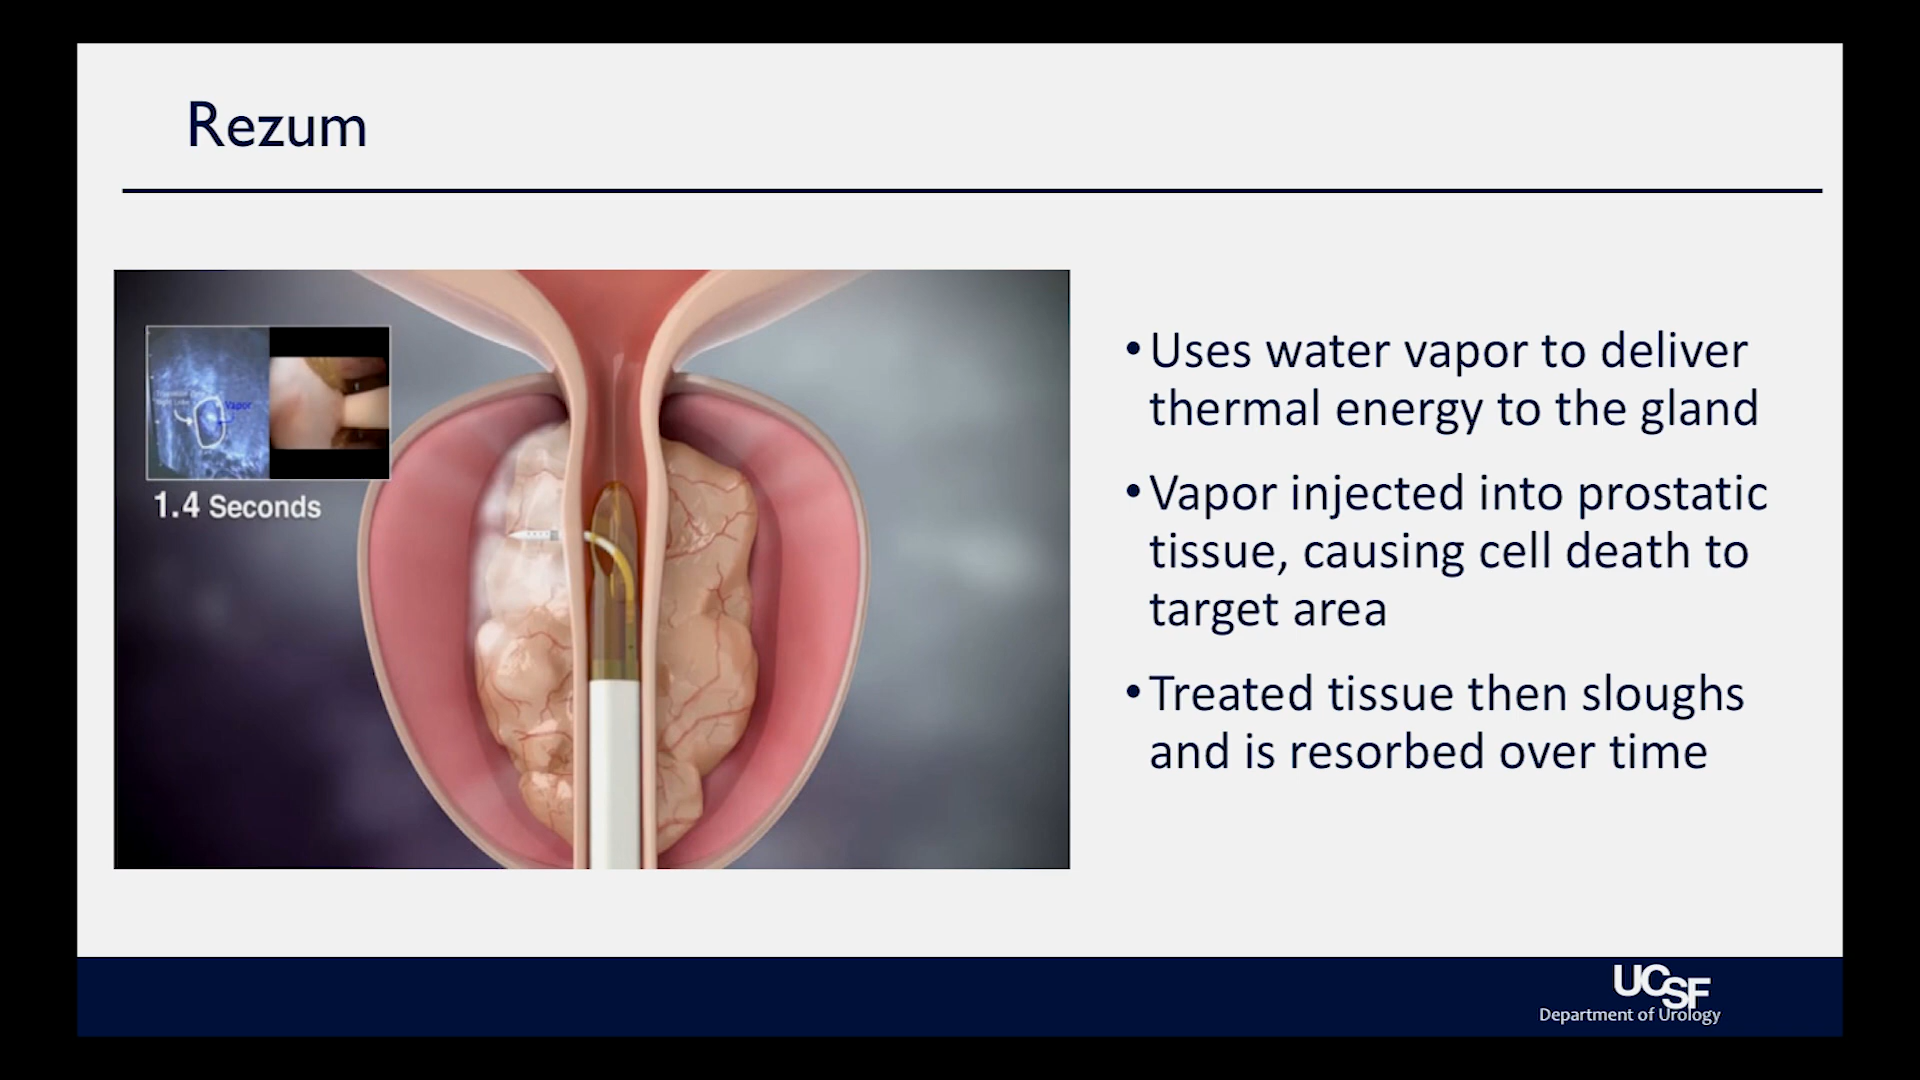 Rezum
Vapor
1.4 Seconds
•Uses water vapor to deliver
thermal energy to the gland
•Vapor injected into prostatic
tissue, causing cell death to
target area
•Treated tissue then sloughs
and is resorbed over time
UCSF
Department of Urology